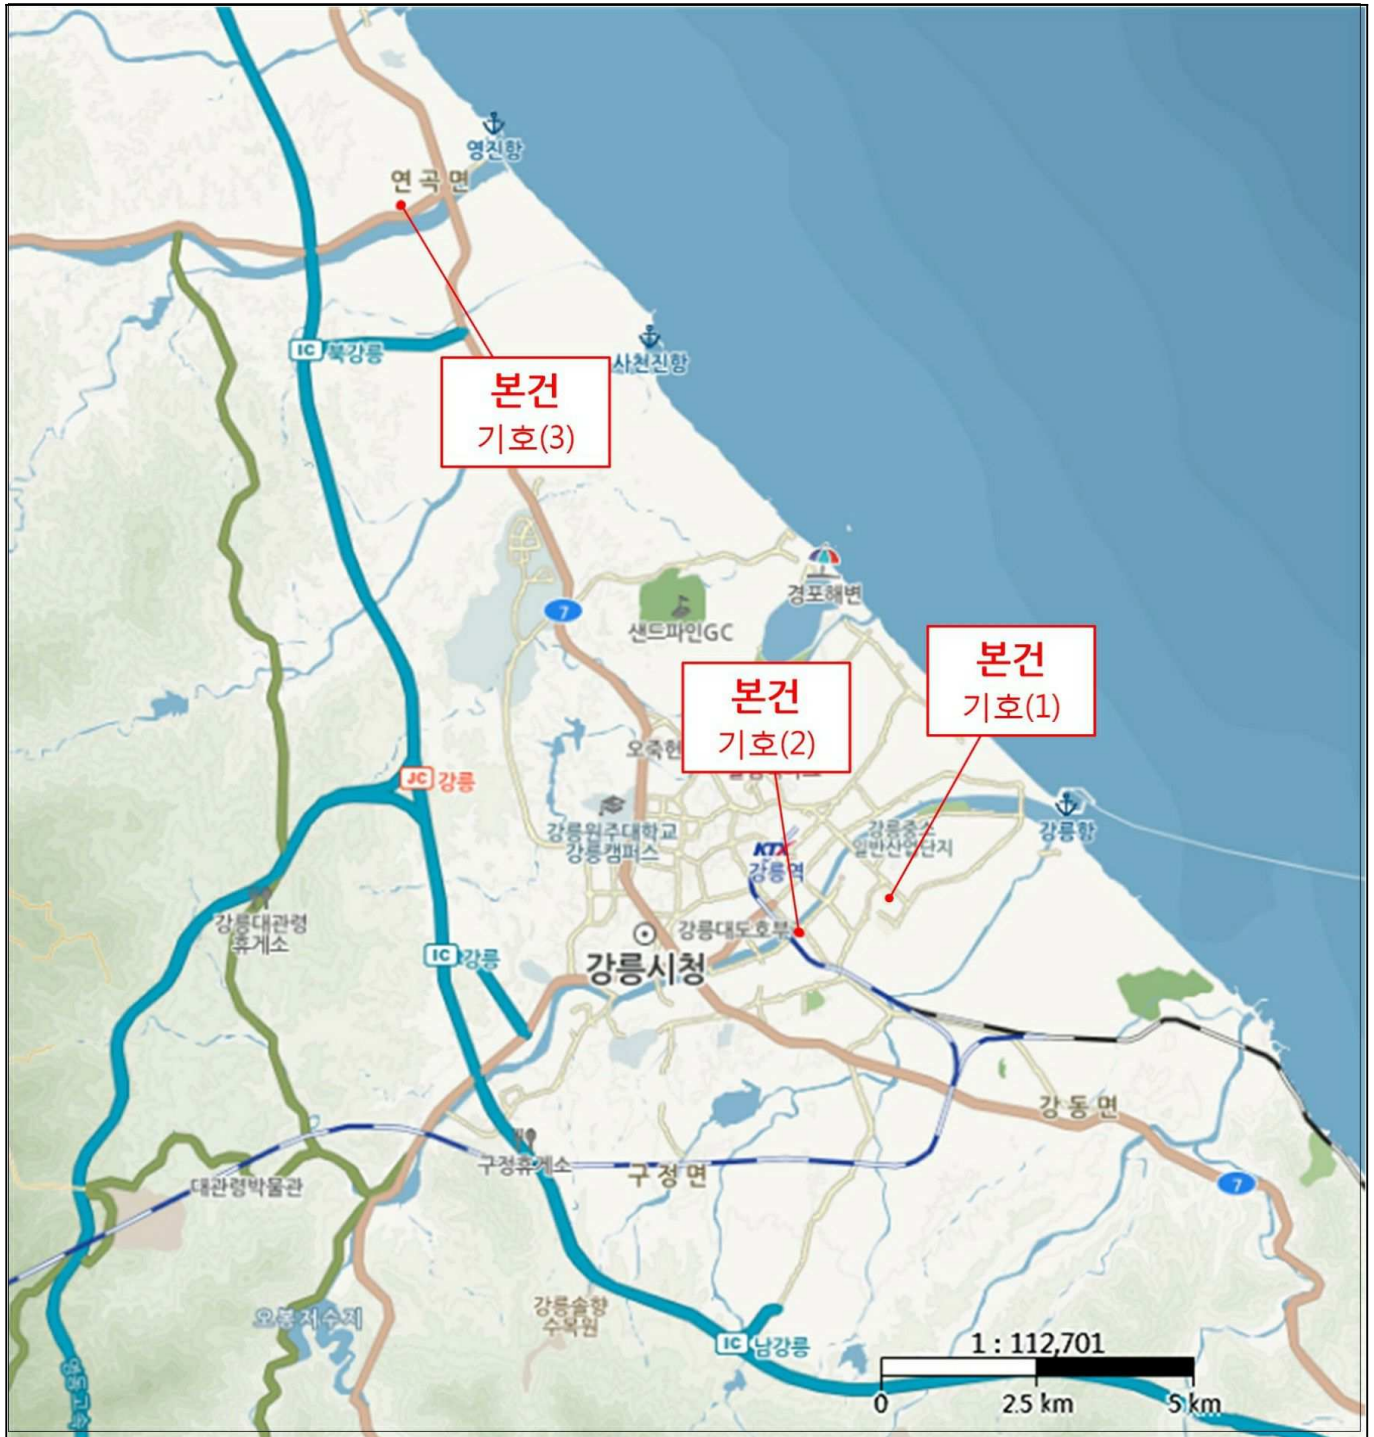 영진항
연곡면
사천진항
IC 북강릉
본건
기호(3)
경포해변
7
샌드파인GC
본건
기호(1)
본건
기호(2)
JC 강릉
강릉항
강릉원주대학교
강릉캠퍼스
강릉중소
일반산업단지
KTX
강릉역
강릉대관령
휴게소
강릉대도호부
IC 강릉
강릉시청
강동면
구정휴게소
구정면
대관령박물관
7
강릉솔향
수목원
오봉저수지
IC 남강릉
1 : 112,701
0 2.5 km 5 km